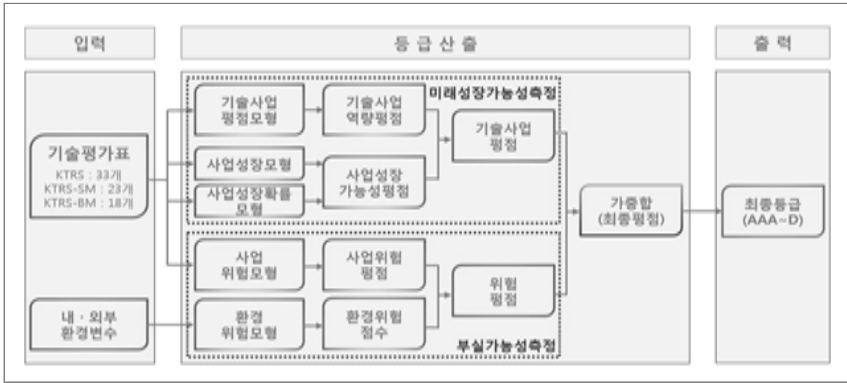 입력
등 급 산 출
출 력
미래성장가능성측정
기술평가표
KTRS : 33개
KTRS-SM : 23개
KTRS-BM : 18개
기술사업
평점모형
기술사업
역량평점
기술사업
평점
사업성장모형
사업성장
가능성평점
사업성장확률
모형
가중합
(최종평점)
최종등급
(AAA~D)
사업
위험모형
사업위험
평점
위험
평점
내 · 외부
환경변수
환경
위험모형
환경위험
점수
부실가능성측정